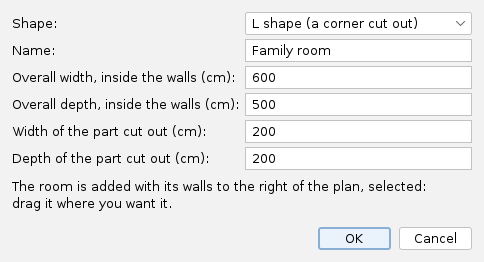 Shape: L shape (a corner cut out)
Name: Family room
Overall width, inside the walls (cm): 600
Overall depth, inside the walls (cm): 500
Width of the part cut out (cm): 200
Depth of the part cut out (cm): 200
The room is added with its walls to the right of the plan, selected:
drag it where you want it.
OK Cancel